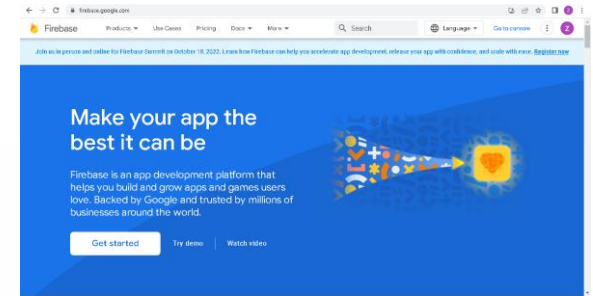 firebase.google.com
Firebase Products Use Cases Pricing Docs More Search Language Go to console Z
Join us in person and online for Firebase Summit on October 18, 2022. Learn how Firebase can help you accelerate app development, release your app with confidence, and scale with ease. Register now
Make your app the
best it can be
Firebase is an app development platform that
helps you build and grow apps and games users
love. Backed by Google and trusted by millions of
businesses around the world.
Get started Try demo Watch video